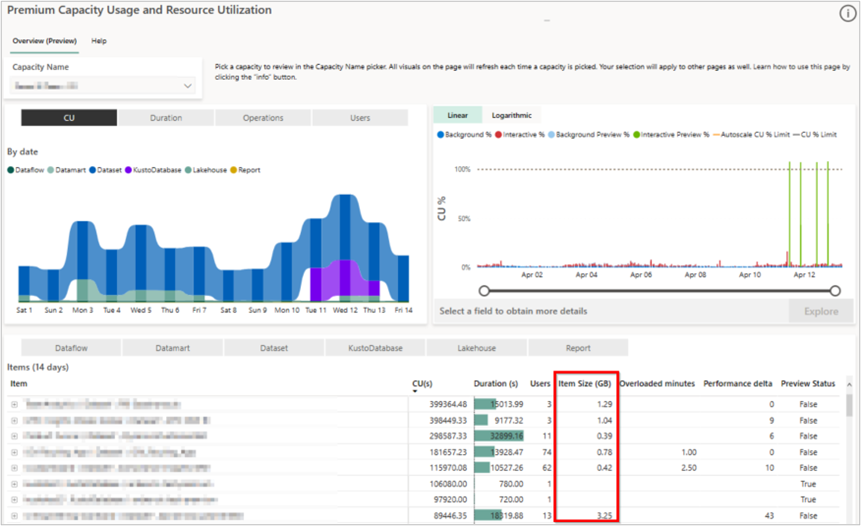 Premium Capacity Usage and Resource Utilization
Overview (Preview) Help
Capacity Name
Pick a capacity to review in the Capacity Name picker. All visuals on the page will refresh each time a capacity is picked. Your selection will apply to other pages as well. Learn how to use this page by
clicking the "info" button.
CU Duration Operations Users
By date
Dataflow Datamart Dataset KustoDatabase Lakehouse Report
Sat 1 Sun 2 Mon 3 Tue 4 Wed 5 Thu 6 Fri 7 Sat 8 Sun 9 Mon 10 Tue 11 Wed 12 Thu 13 Fri 14
Linear Logarithmic
Background % Interactive % Background Preview % Interactive Preview % Autoscale CU % Limit CU % Limit
CU %
100%
50%
0%
Apr 02 Apr 04 Apr 06 Apr 08 Apr 10 Apr 12
Select a field to obtain more details Explore
Dataflow Datamart Dataset KustoDatabase Lakehouse Report
Items (14 days)
Item CU(s) Duration (s) Users Item Size (GB) Overloaded minutes Performance delta Preview Status
399364.48 15013.99 3 1.29 0 False
398449.33 9177.32 3 1.04 9 False
298587.33 32899.16 11 0.39 6 False
181657.23 13928.47 74 0.78 1.00 False
115970.08 10527.26 62 0.42 2.50 10 False
106080.00 780.00 1 True
97920.00 720.00 1 True
89446.35 18319.88 13 3.25 43 False